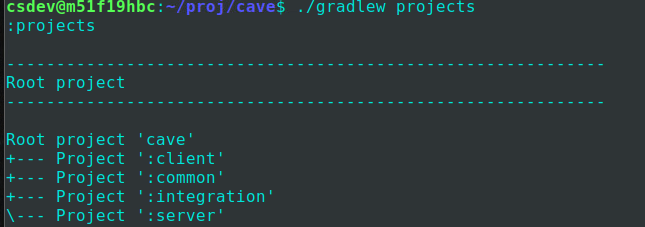 csdev@m51f19hbc:~/proj/cave$ ./gradlew projects
:projects
------------------------------------------------------------
Root project
------------------------------------------------------------
Root project 'cave'
+--- Project ':client'
+--- Project ':common'
+--- Project ':integration'
\--- Project ':server'